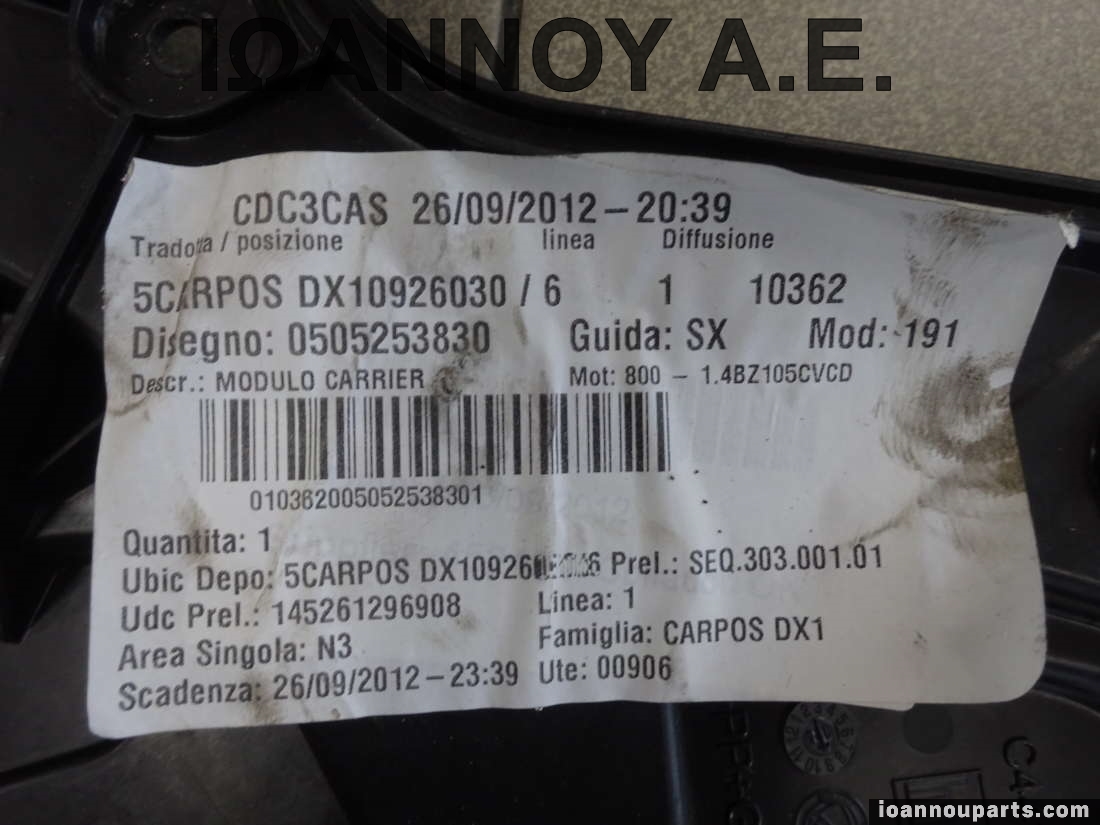 ΙΩΑΝΝΟΥ Α.Ε.
CDC3CAS 26/09/2012 – 20:39
Tradotta / posizione linea Diffusione
5CARPOS DX10926030 / 6 1 10362
Disegno: 0505253830 Guida: SX Mod: 191
Descr.: MODULO CARRIER Mot: 800 – 1.4BZ105CVCD
010362005052538301
Quantita: 1
Ubic Depo: 5CARPOS Prel.: SEQ.303.001.01
Udc Prel.: 145261296908 Linea: 1
Area Singola: N3 Famiglia: CARPOS DX1
Scadenza: 26/09/2012 – 23:39 Ute: 00906
ioannouparts.com